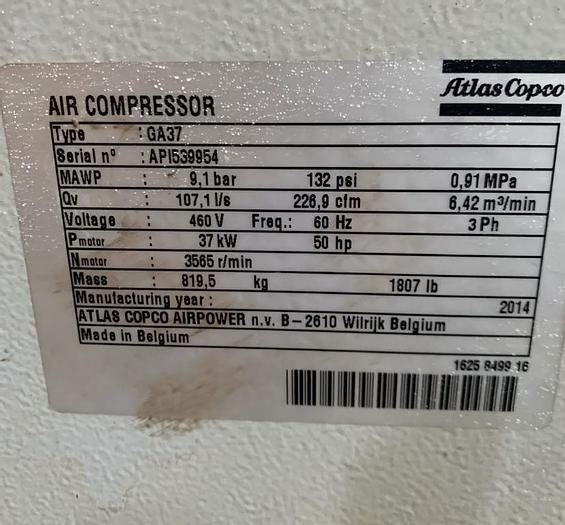 Atlas Copco
AIR COMPRESSOR
Type : GA37
Serial nº : API539954
MAWP : 9,1 bar 132 psi 0,91 MPa
Qv : 107,1 l/s 226,9 cfm 6,42 m³/min
Voltage : 460 V Freq.: 60 Hz 3 Ph
Pmotor : 37 kW 50 hp
Nmotor : 3565 r/min
Mass : 819,5 kg 1807 lb
Manufacturing year : 2014
ATLAS COPCO AIRPOWER n.v. B-2610 Wilrijk Belgium
Made in Belgium
1625 8499 16